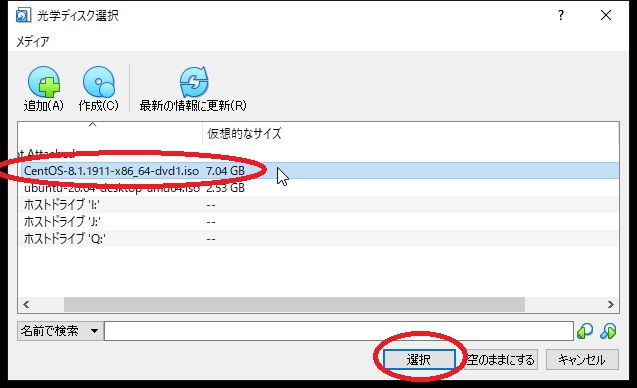 光学ディスク選択
メディア
追加(A) 作成(C) 最新の情報に更新(R)
仮想的なサイズ
t Attached
CentOS-8.1.1911-x86_64-dvd1.iso 7.04 GB
ubuntu-20.04-desktop-amd64.iso 2.53 GB
ホストドライブ 'I:' --
ホストドライブ 'J:' --
ホストドライブ 'Q:' --
名前で検索
選択 空のままにする キャンセル